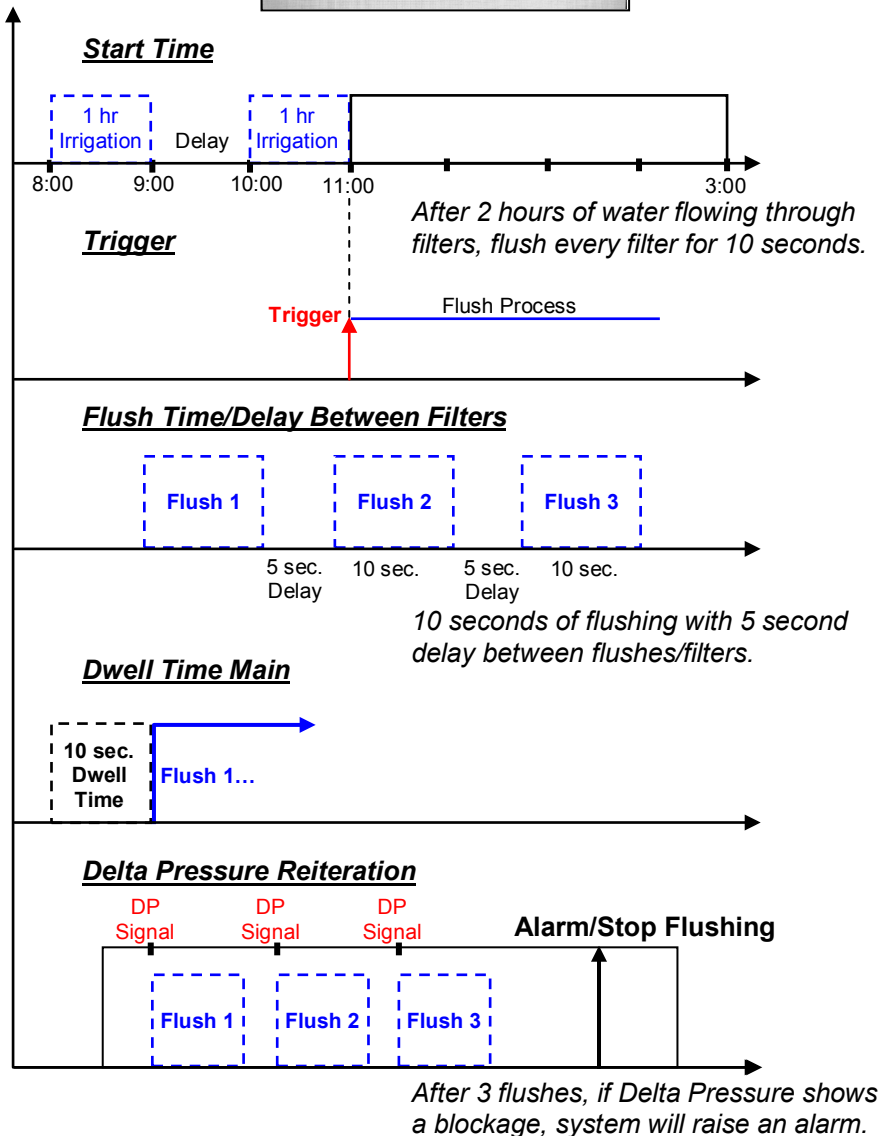 Start Time
1 hr
Irrigation
Delay
1 hr
Irrigation
8:00
9:00
10:00
11:00
3:00
After 2 hours of water flowing through
filters, flush every filter for 10 seconds.
Trigger
Trigger
Flush Process
Flush Time/Delay Between Filters
Flush 1
Flush 2
Flush 3
5 sec.
Delay
10 sec.
5 sec.
Delay
10 sec.
10 seconds of flushing with 5 second
delay between flushes/filters.
Dwell Time Main
10 sec.
Dwell
Time
Flush 1…
Delta Pressure Reiteration
DP
Signal
DP
Signal
DP
Signal
Alarm/Stop Flushing
Flush 1
Flush 2
Flush 3
After 3 flushes, if Delta Pressure shows
a blockage, system will raise an alarm.